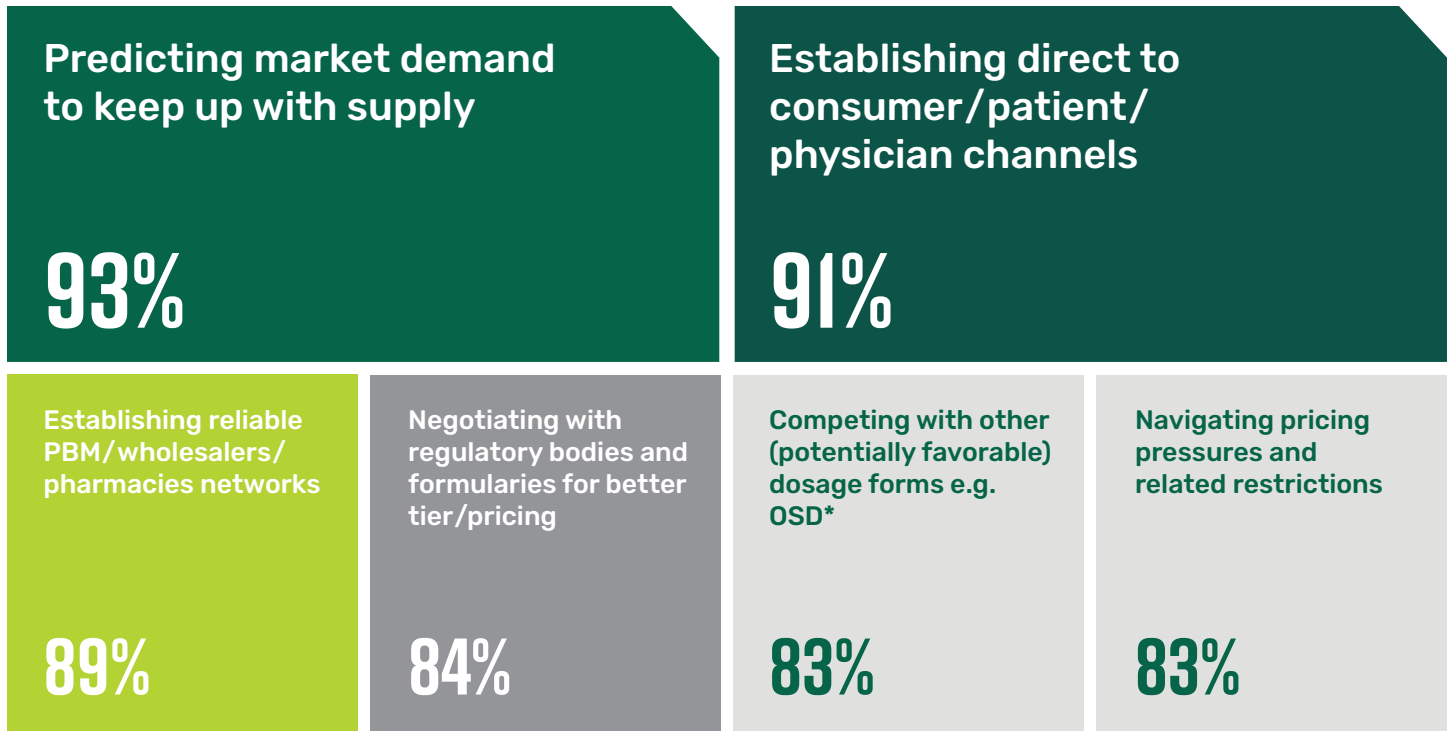 Predicting market demand
to keep up with supply
93%
Establishing direct to
consumer/patient/
physician channels
91%
Establishing reliable
PBM/wholesalers/
pharmacies networks
89%
Negotiating with
regulatory bodies and
formularies for better
tier/pricing
84%
Competing with other
(potentially favorable)
dosage forms e.g.
OSD*
83%
Navigating pricing
pressures and
related restrictions
83%